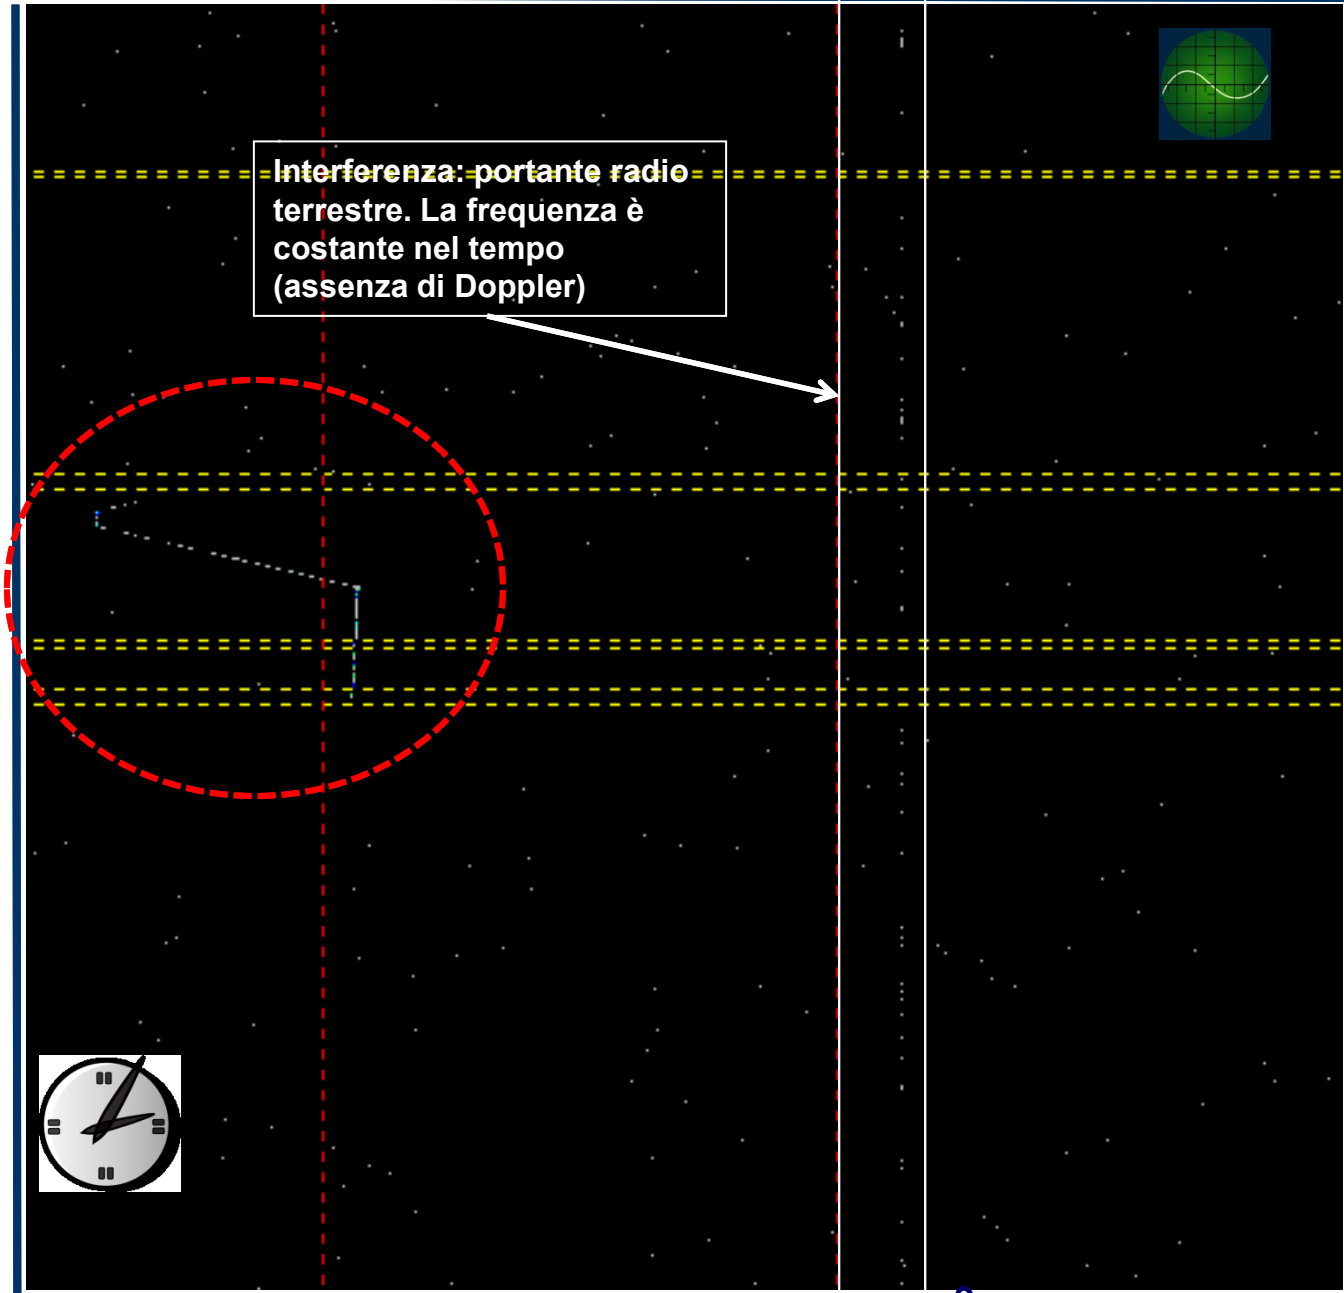 Interferenza: portante radio
terrestre. La frequenza è
costante nel tempo
(assenza di Doppler)